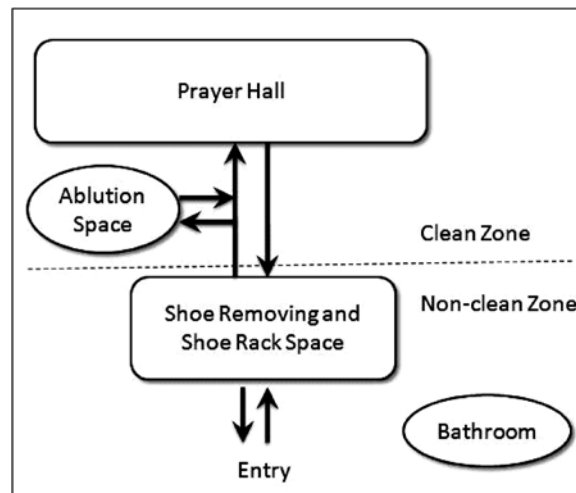 Prayer Hall
Ablution
Space
Clean Zone
Non-clean Zone
Shoe Removing and
Shoe Rack Space
Bathroom
Entry